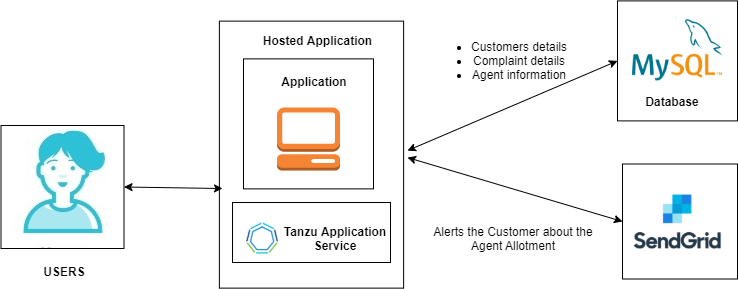 Hosted Application
Application
Tanzu Application
Service
USERS
• Customers details
• Complaint details
• Agent information
MySQL™
Database
Alerts the Customer about the
Agent Allotment
SendGrid